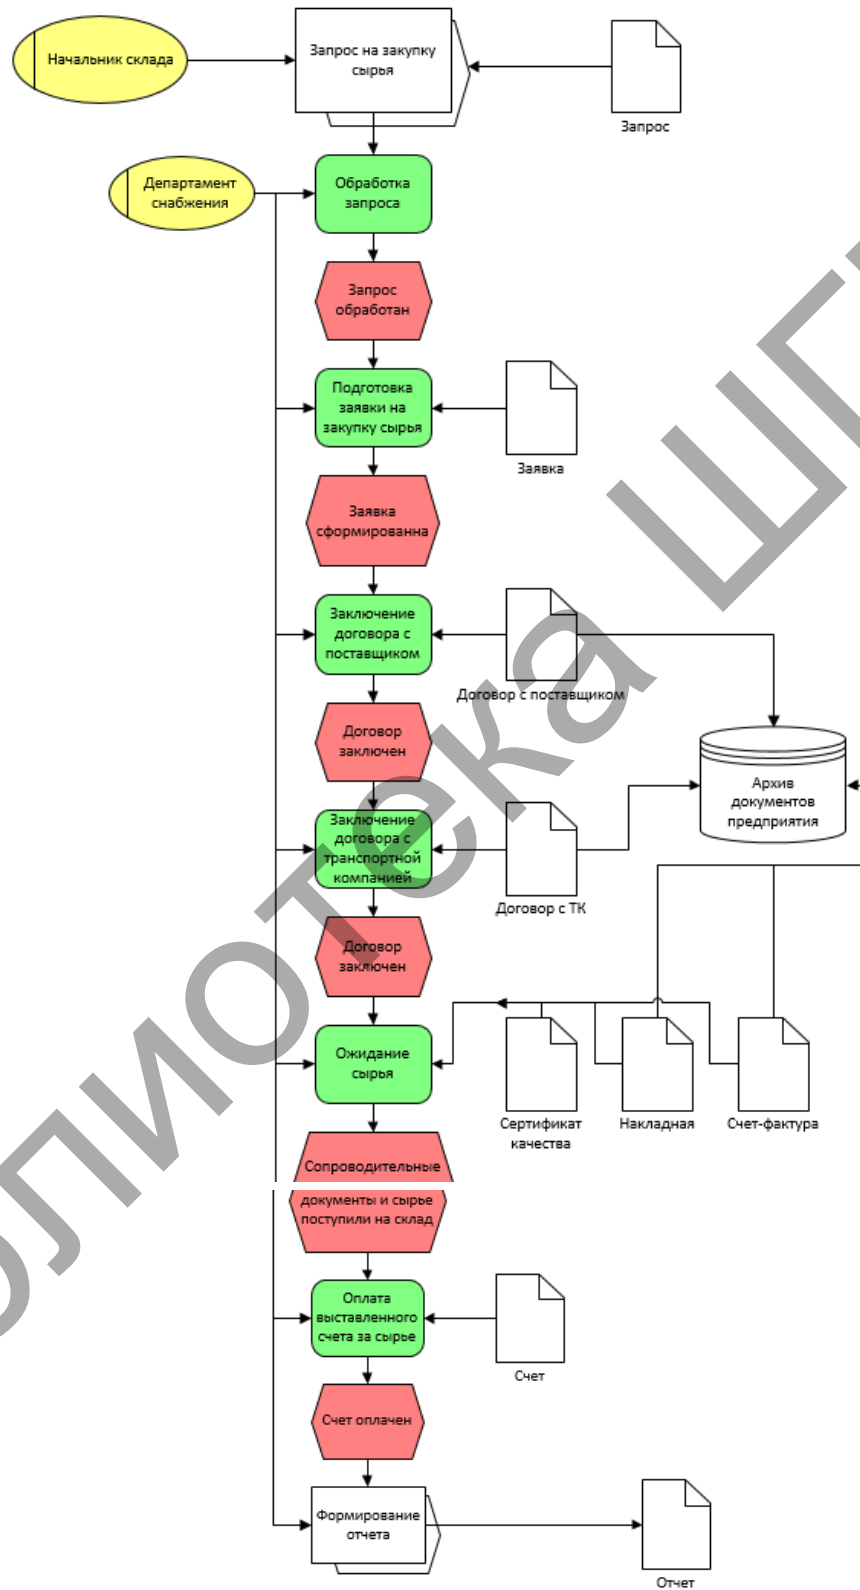 Начальник склада
Запрос на закупку
сырья
Запрос
Департамент
снабжения
Обработка
запроса
Запрос
обработан
Подготовка
заявки на
закупку сырья
Заявка
Заявка
сформированна
Заключение
договора с
поставщиком
Договор с поставщиком
Договор
заключен
Архив
документов
предприятия
Заключение
договора с
транспортной
компанией
Договор с ТК
Договор
заключен
Ожидание
сырья
Сертификат
качества
Накладная
Счет-фактура
Сопроводительные
документы и сырье
поступили на склад
Оплата
выставленного
счета за сырье
Счет
Счет оплачен
Формирование
отчета
Отчет